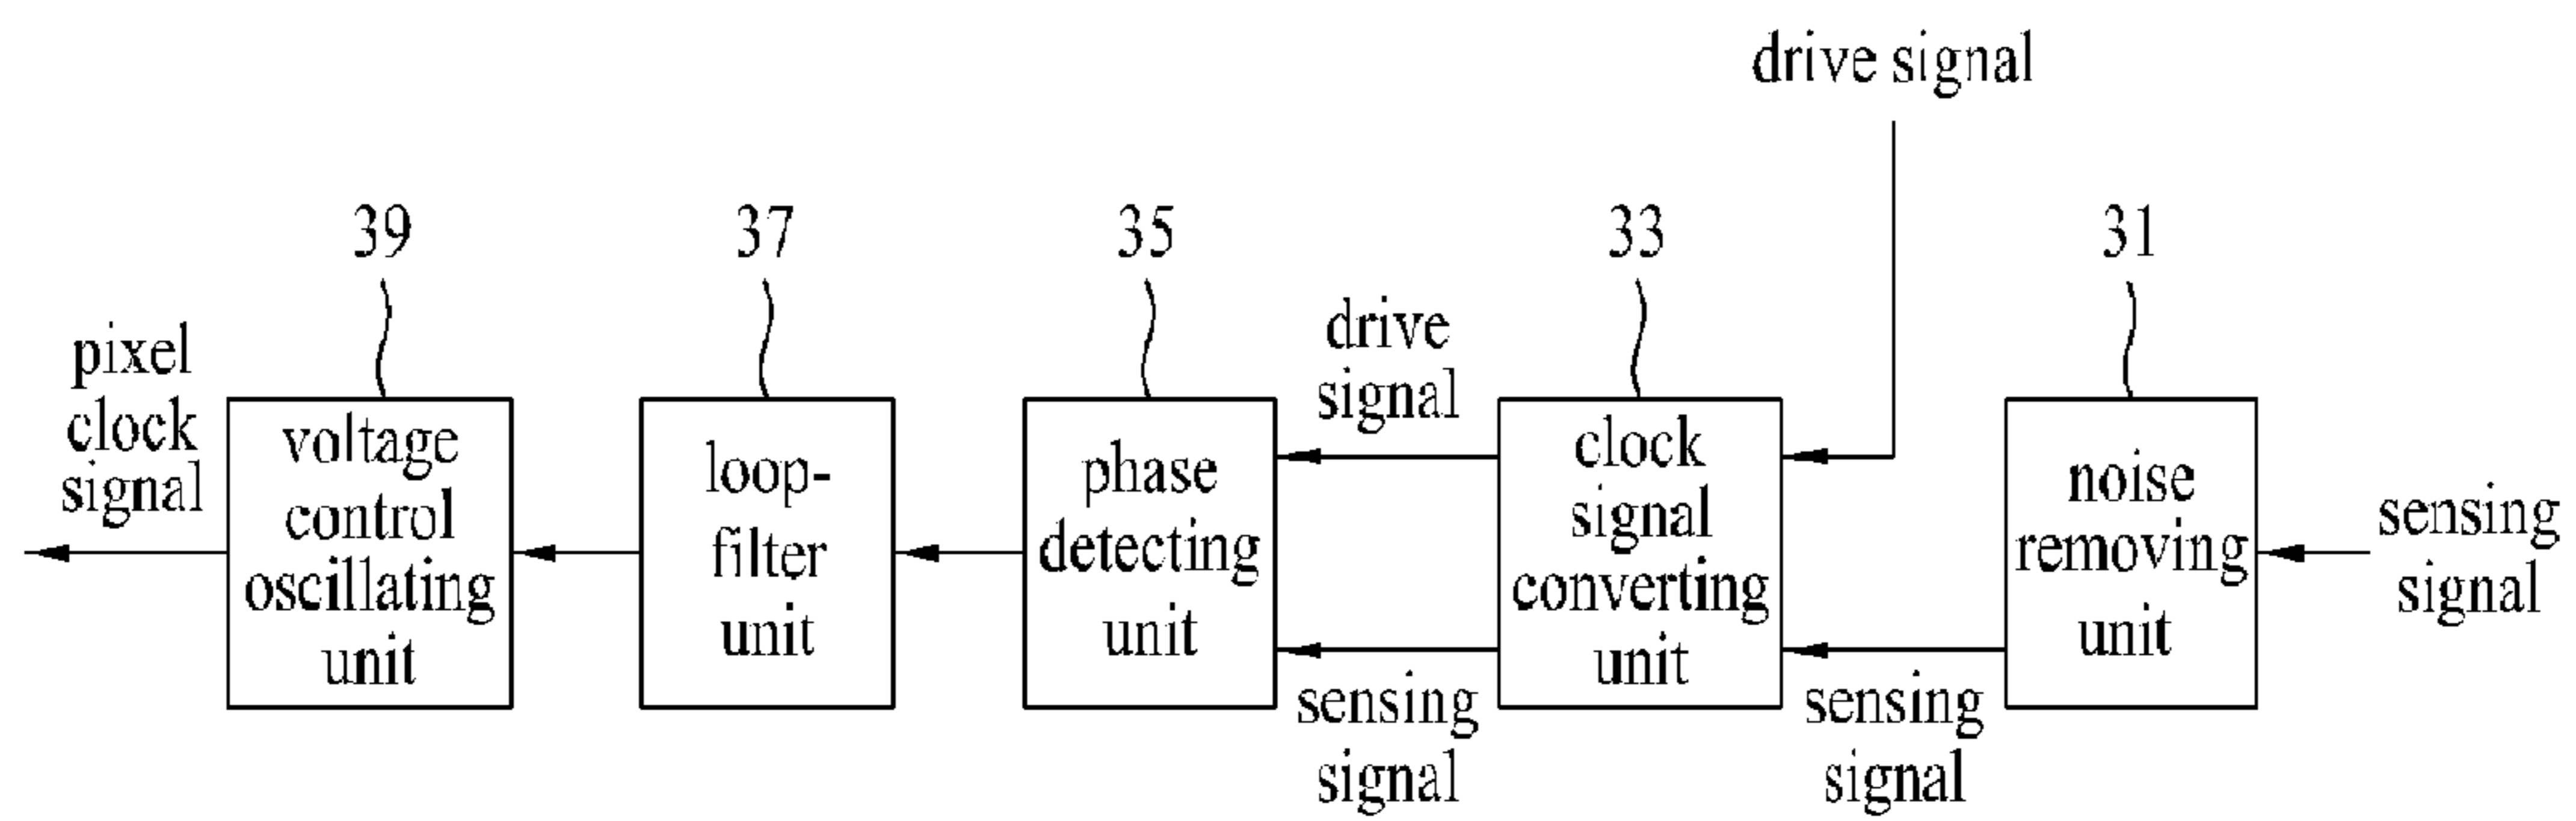 drive signal
39
37
35
33
31
pixel
clock
signal
voltage
control
oscillating
unit
loop-
filter
unit
phase
detecting
unit
drive
signal
sensing
signal
clock
signal
converting
unit
sensing
signal
noise
removing
unit
sensing
signal